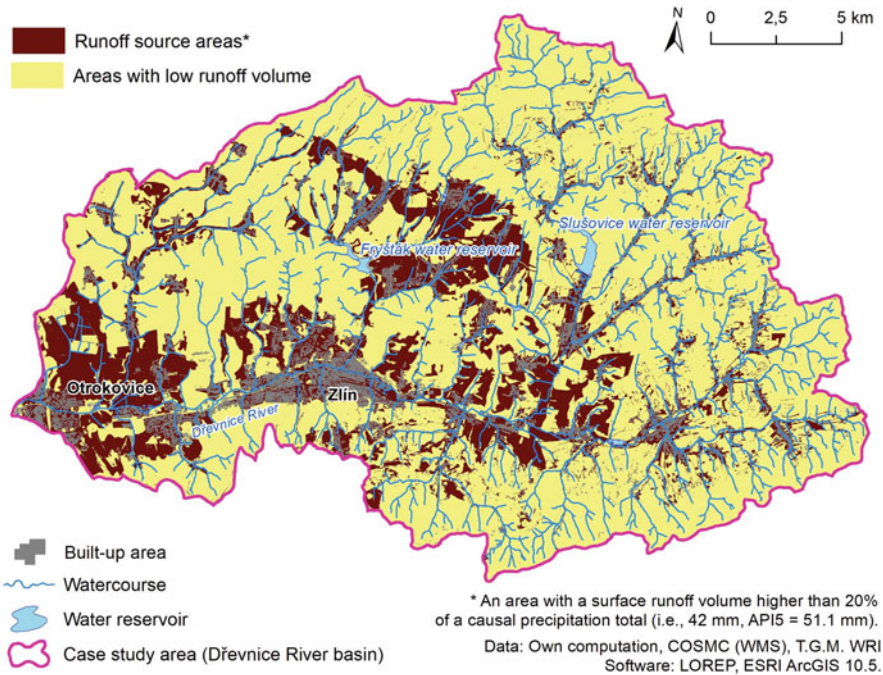 Runoff source areas*
Areas with low runoff volume
N
0 2,5 5 km
Slušovice water reservoir
Fryšták water reservoir
Otrokovice
Zlín
Dřevnice River
Built-up area
Watercourse
Water reservoir
Case study area (Dřevnice River basin)
* An area with a surface runoff volume higher than 20%
of a causal precipitation total (i.e., 42 mm, API5 = 51.1 mm).
Data: Own computation, COSMC (WMS), T.G.M. WRI
Software: LOREP, ESRI ArcGIS 10.5.